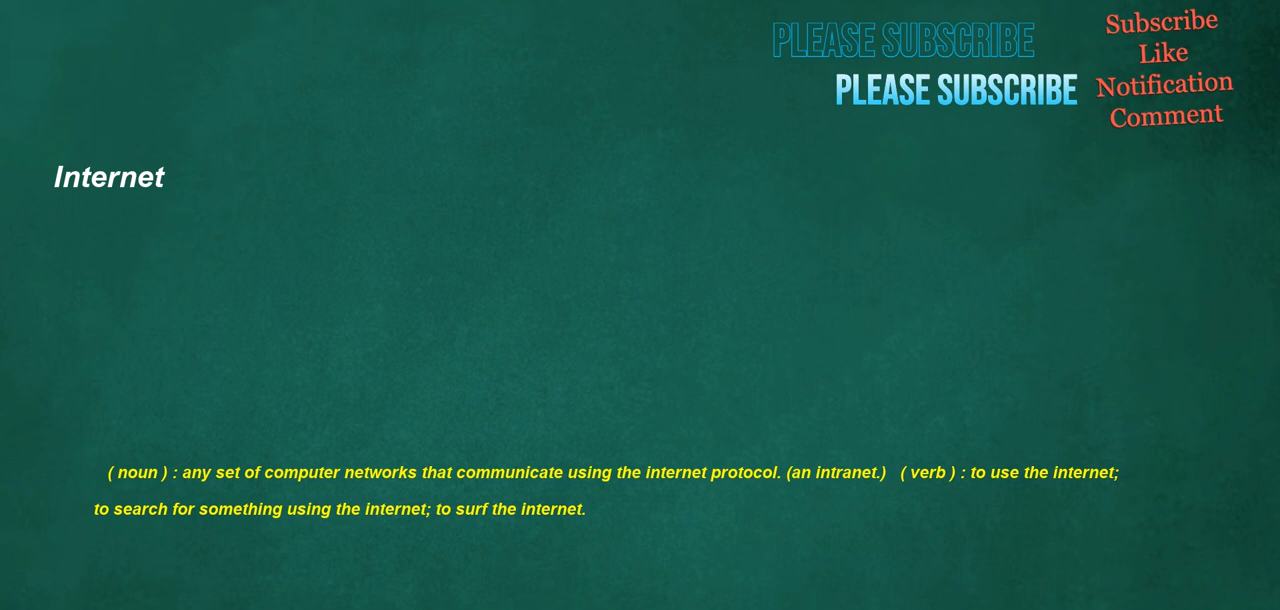 PLEASE SUBSCRIBE
PLEASE SUBSCRIBE
Subscribe
Like
Notification
Comment
Internet
( noun ) : any set of computer networks that communicate using the internet protocol. (an intranet.) ( verb ) : to use the internet;
to search for something using the internet; to surf the internet.